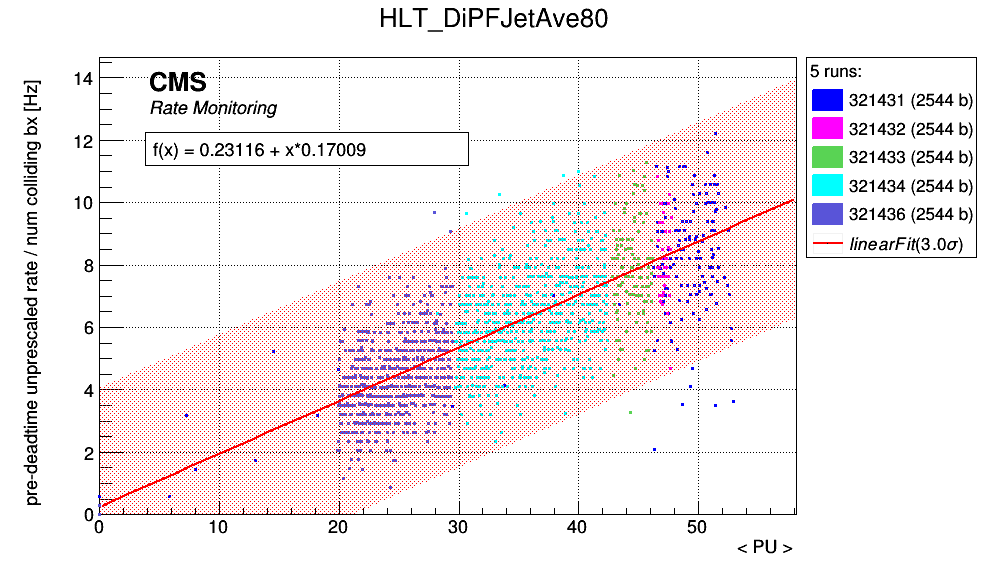 HLT_DiPFJetAve80
pre-deadtime unprescaled rate / num colliding bx [Hz]
CMS
Rate Monitoring
f(x) = 0.23116 + x*0.17009
14
12
10
8
6
4
2
0
0 10 20 30 40 50
< PU >
5 runs:
321431 (2544 b)
321432 (2544 b)
321433 (2544 b)
321434 (2544 b)
321436 (2544 b)
linearFit(3.0σ)